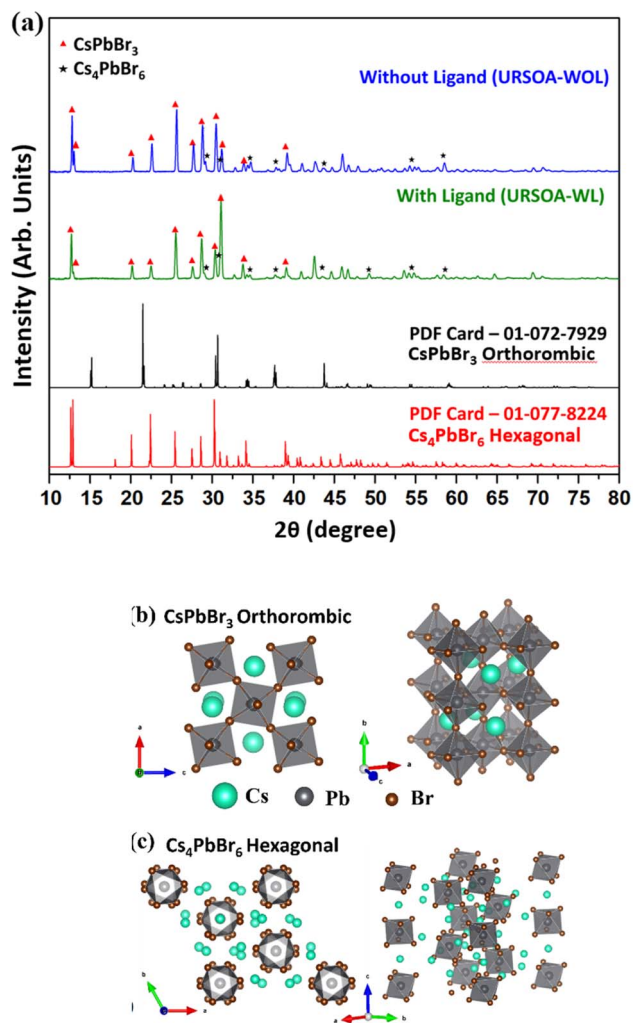 (a)
▲ CsPbBr3
★ Cs4PbBr6
Without Ligand (URSOA-WOL)
With Ligand (URSOA-WL)
PDF Card – 01-072-7929
CsPbBr3 Orthorombic
PDF Card – 01-077-8224
Cs4PbBr6 Hexagonal
Intensity (Arb. Units)
10 15 20 25 30 35 40 45 50 55 60 65 70 75 80
2θ (degree)
(b) CsPbBr3 Orthorombic
a
c
b
a
c
Cs Pb Br
(c) Cs4PbBr6 Hexagonal
b
a
c
a
b